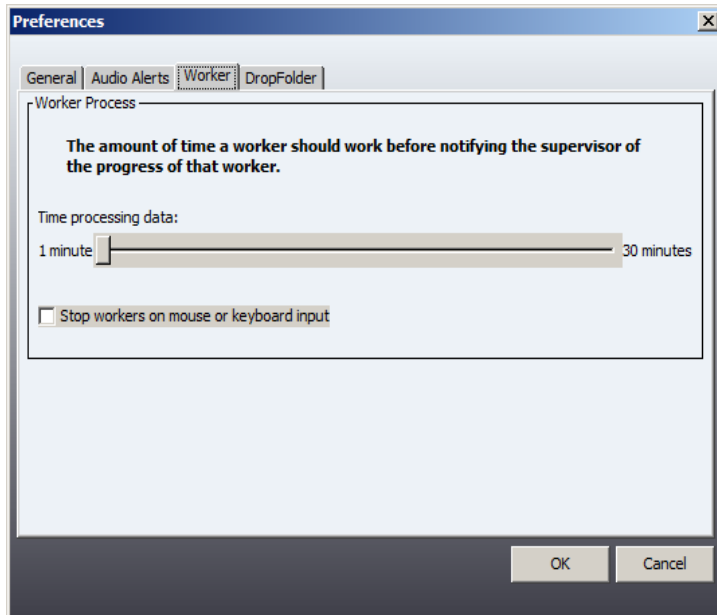 Preferences
General Audio Alerts Worker DropFolder
Worker Process
The amount of time a worker should work before notifying the supervisor of
the progress of that worker.
Time processing data:
1 minute 30 minutes
Stop workers on mouse or keyboard input
OK Cancel